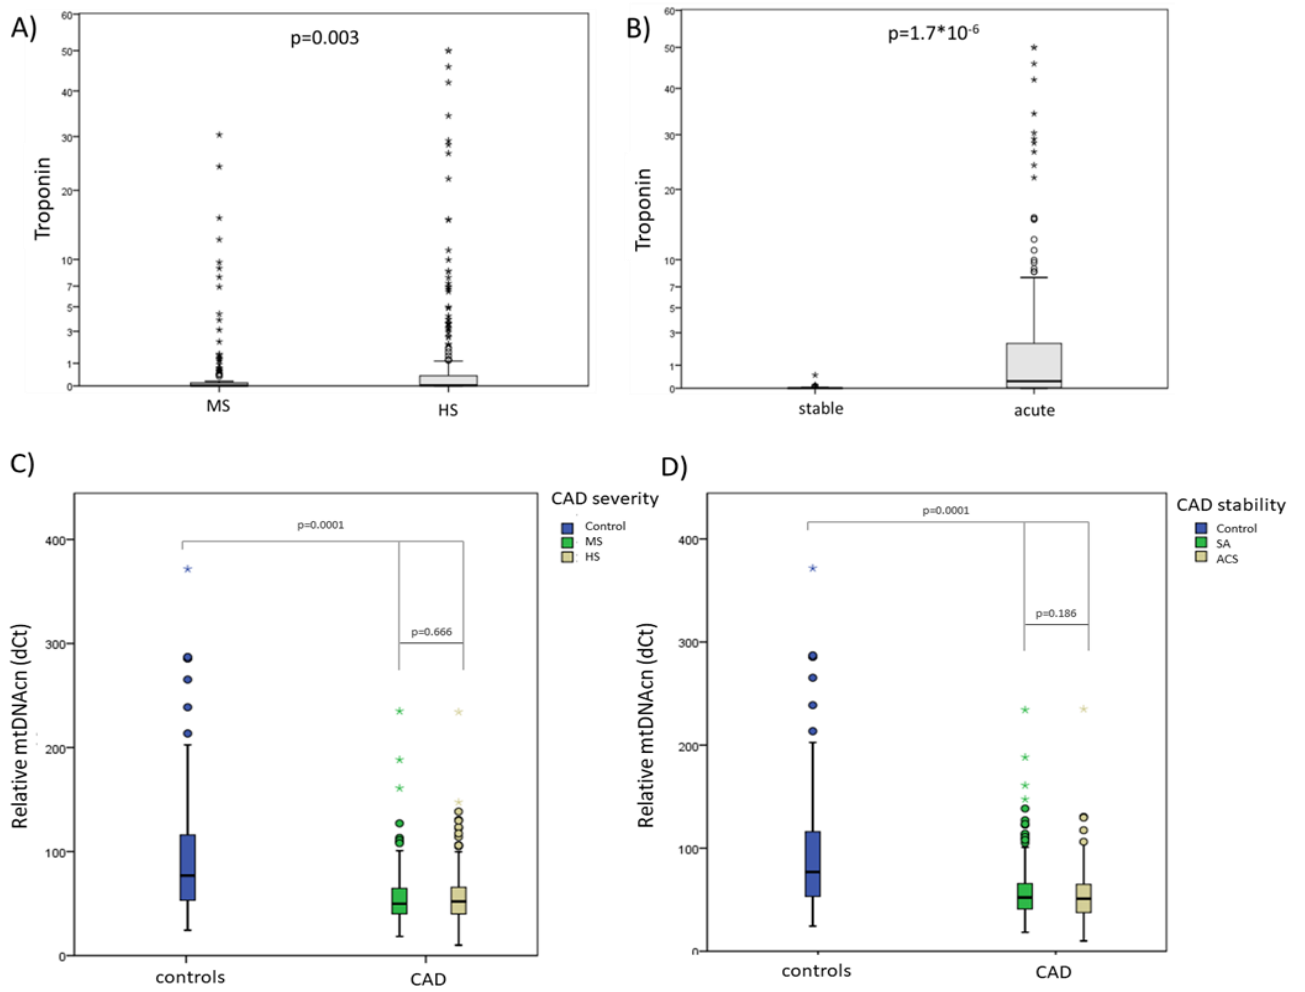 A)
p=0.003
Troponin
60
50
40
30
20
10
7
5
3
1
0
MS
HS
B)
p=1.7*10-6
Troponin
60
50
40
30
20
10
7
5
3
1
0
stable
acute
C)
Relative mtDNAcn (dCt)
400
300
200
100
0
p=0.0001
p=0.666
controls
CAD
CAD severity
Control
MS
HS
D)
Relative mtDNAcn (dCt)
400
300
200
100
0
p=0.0001
p=0.186
controls
CAD
CAD stability
Control
SA
ACS